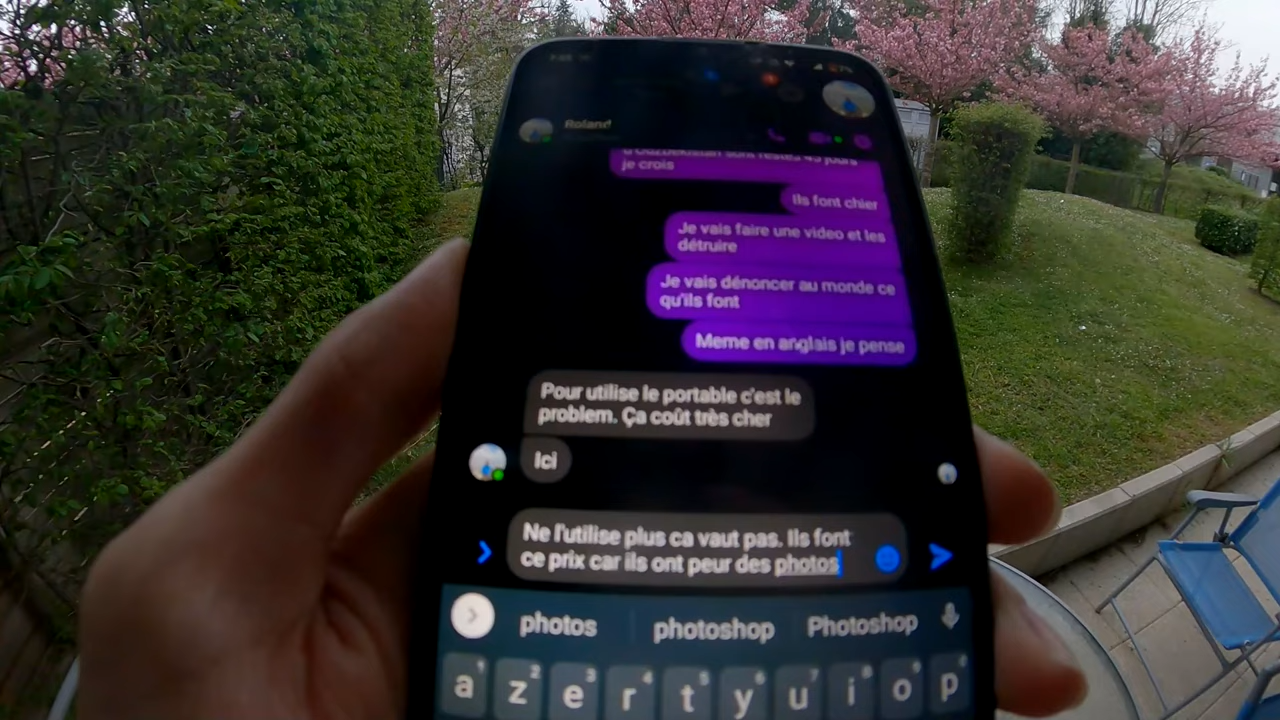 Roland
je crois
Ils font chier
Je vais faire une video et les
détruire
Je vais dénoncer au monde ce
qu'ils font
Meme en anglais je pense
Pour utilise le portable c'est le
problem. Ça coût très cher
Ici
Ne l'utilise plus ca vaut pas. Ils font
ce prix car ils ont peur des photos
photos photoshop Photoshop
a z e r t y u i o p